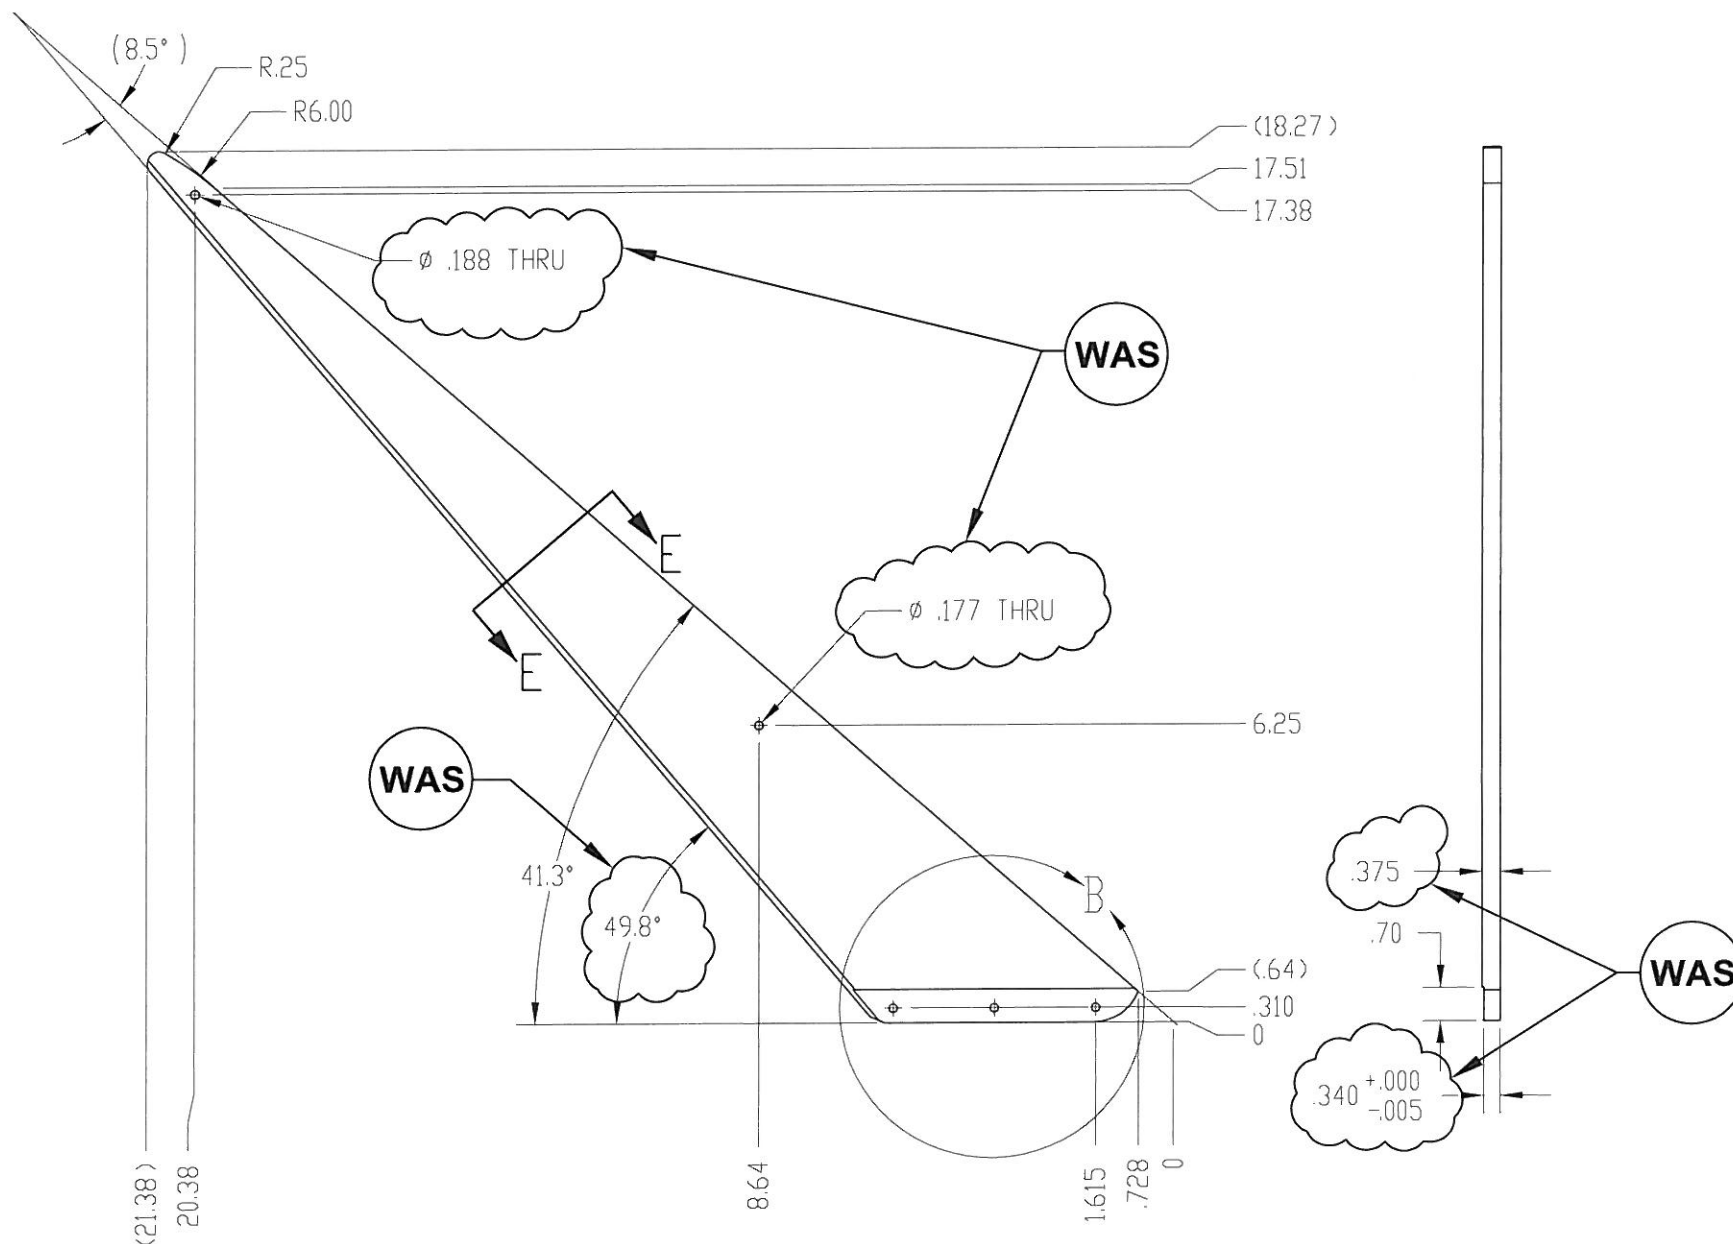 (8.5°)
R.25
R6.00
(18.27)
17.51
17.38
Ø .188 THRU
WAS
E
Ø .177 THRU
E
6.25
WAS
41.3°
49.8°
B
.375
.70
(.64)
.310
0
WAS
.340 +.000
-.005
(21.38)
20.38
8.64
1.615
.728
0